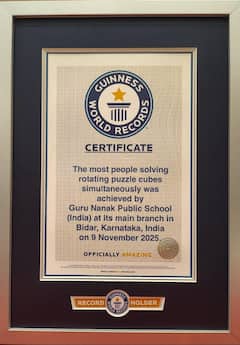 GUINNESS
WORLD RECORDS
CERTIFICATE
The most people solving
rotating puzzle cubes
simultaneously was
achieved by
Guru Nanak Public School
(India) at its main branch in
Bidar, Karnataka, India
on 9 November 2025.
OFFICIALLY AMAZING
RECORD HOLDER